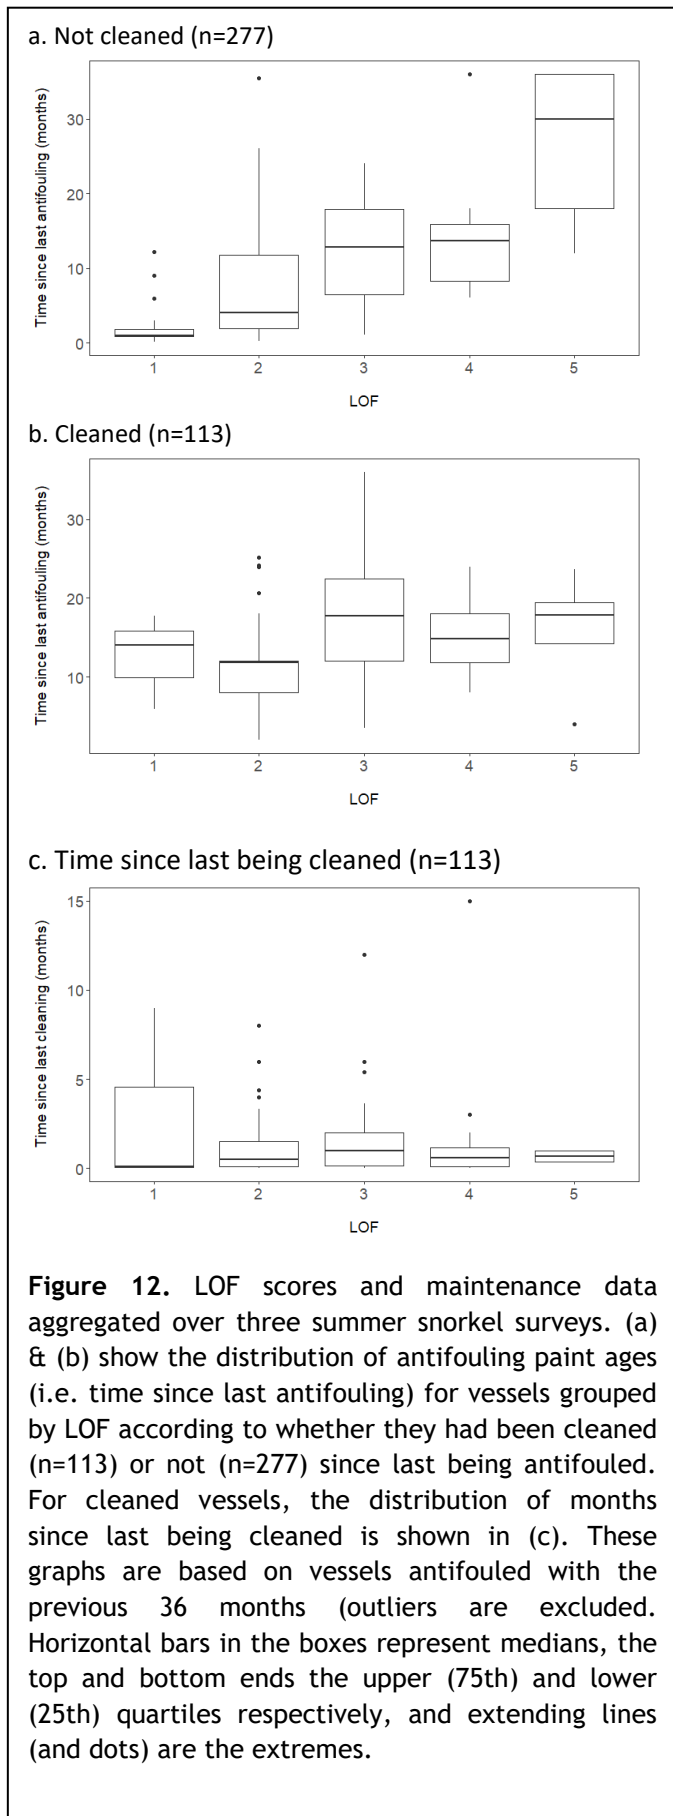 a. Not cleaned (n=277)
Time since last antifouling (months)
30
20
10
0
1 2 3 4 5
LOF
b. Cleaned (n=113)
Time since last antifouling (months)
30
20
10
1 2 3 4 5
LOF
c. Time since last being cleaned (n=113)
Time since last cleaning (months)
15
10
5
0
1 2 3 4 5
LOF
Figure 12. LOF scores and maintenance data
aggregated over three summer snorkel surveys. (a)
& (b) show the distribution of antifouling paint ages
(i.e. time since last antifouling) for vessels grouped
by LOF according to whether they had been cleaned
(n=113) or not (n=277) since last being antifouled.
For cleaned vessels, the distribution of months
since last being cleaned is shown in (c). These
graphs are based on vessels antifouled with the
previous 36 months (outliers are excluded.
Horizontal bars in the boxes represent medians, the
top and bottom ends the upper (75th) and lower
(25th) quartiles respectively, and extending lines
(and dots) are the extremes.